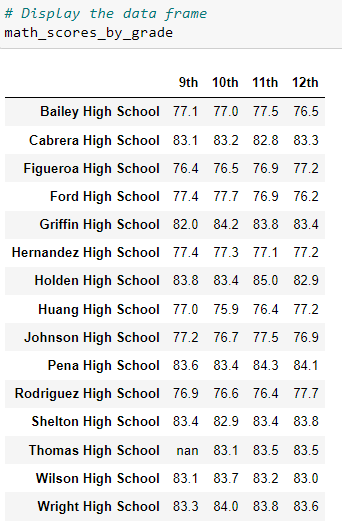 # Display the data frame
math_scores_by_grade
9th 10th 11th 12th
Bailey High School 77.1 77.0 77.5 76.5
Cabrera High School 83.1 83.2 82.8 83.3
Figueroa High School 76.4 76.5 76.9 77.2
Ford High School 77.4 77.7 76.9 76.2
Griffin High School 82.0 84.2 83.8 83.4
Hernandez High School 77.4 77.3 77.1 77.2
Holden High School 83.8 83.4 85.0 82.9
Huang High School 77.0 75.9 76.4 77.2
Johnson High School 77.2 76.7 77.5 76.9
Pena High School 83.6 83.4 84.3 84.1
Rodriguez High School 76.9 76.6 76.4 77.7
Shelton High School 83.4 82.9 83.4 83.8
Thomas High School nan 83.1 83.5 83.5
Wilson High School 83.1 83.7 83.2 83.0
Wright High School 83.3 84.0 83.8 83.6